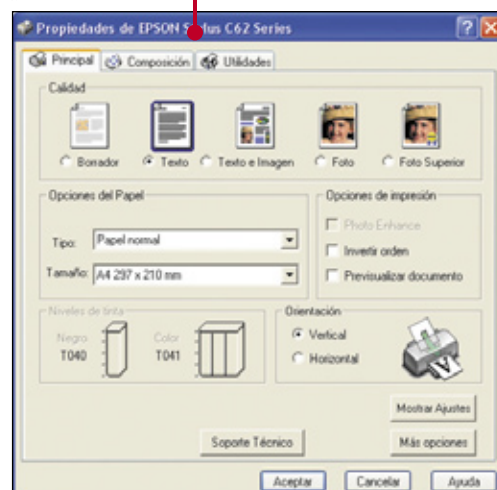 Propiedades de EPSON Stylus C62 Series
Principal Composición Utilidades
Calidad
Borrador Texto Texto e Imagen Foto Foto Superior
Opciones del Papel
Tipo: Papel normal
Tamaño: A4 297 x 210 mm
Opciones de impresión
Photo Enhance
Invertir orden
Previsualizar documento
Niveles de tinta
Negro Color
T040 T041
Orientación
Vertical
Horizontal
Mostrar Ajustes
Soporte Técnico Más opciones
Aceptar Cancelar Ayuda